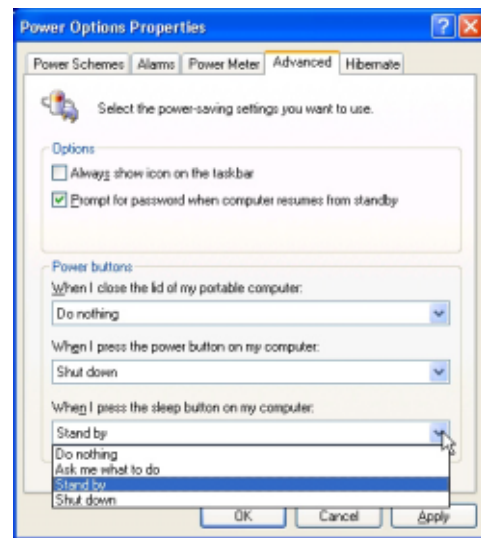 Power Options Properties
Power Schemes Alarms Power Meter Advanced Hibernate
Select the power-saving settings you want to use.
Options
Always show icon on the taskbar
Prompt for password when computer resumes from standby
Power buttons
When I close the lid of my portable computer:
Do nothing
When I press the power button on my computer:
Shut down
When I press the sleep button on my computer:
Stand by
Do nothing
Ask me what to do
Stand by
Shut down
OK Cancel Apply